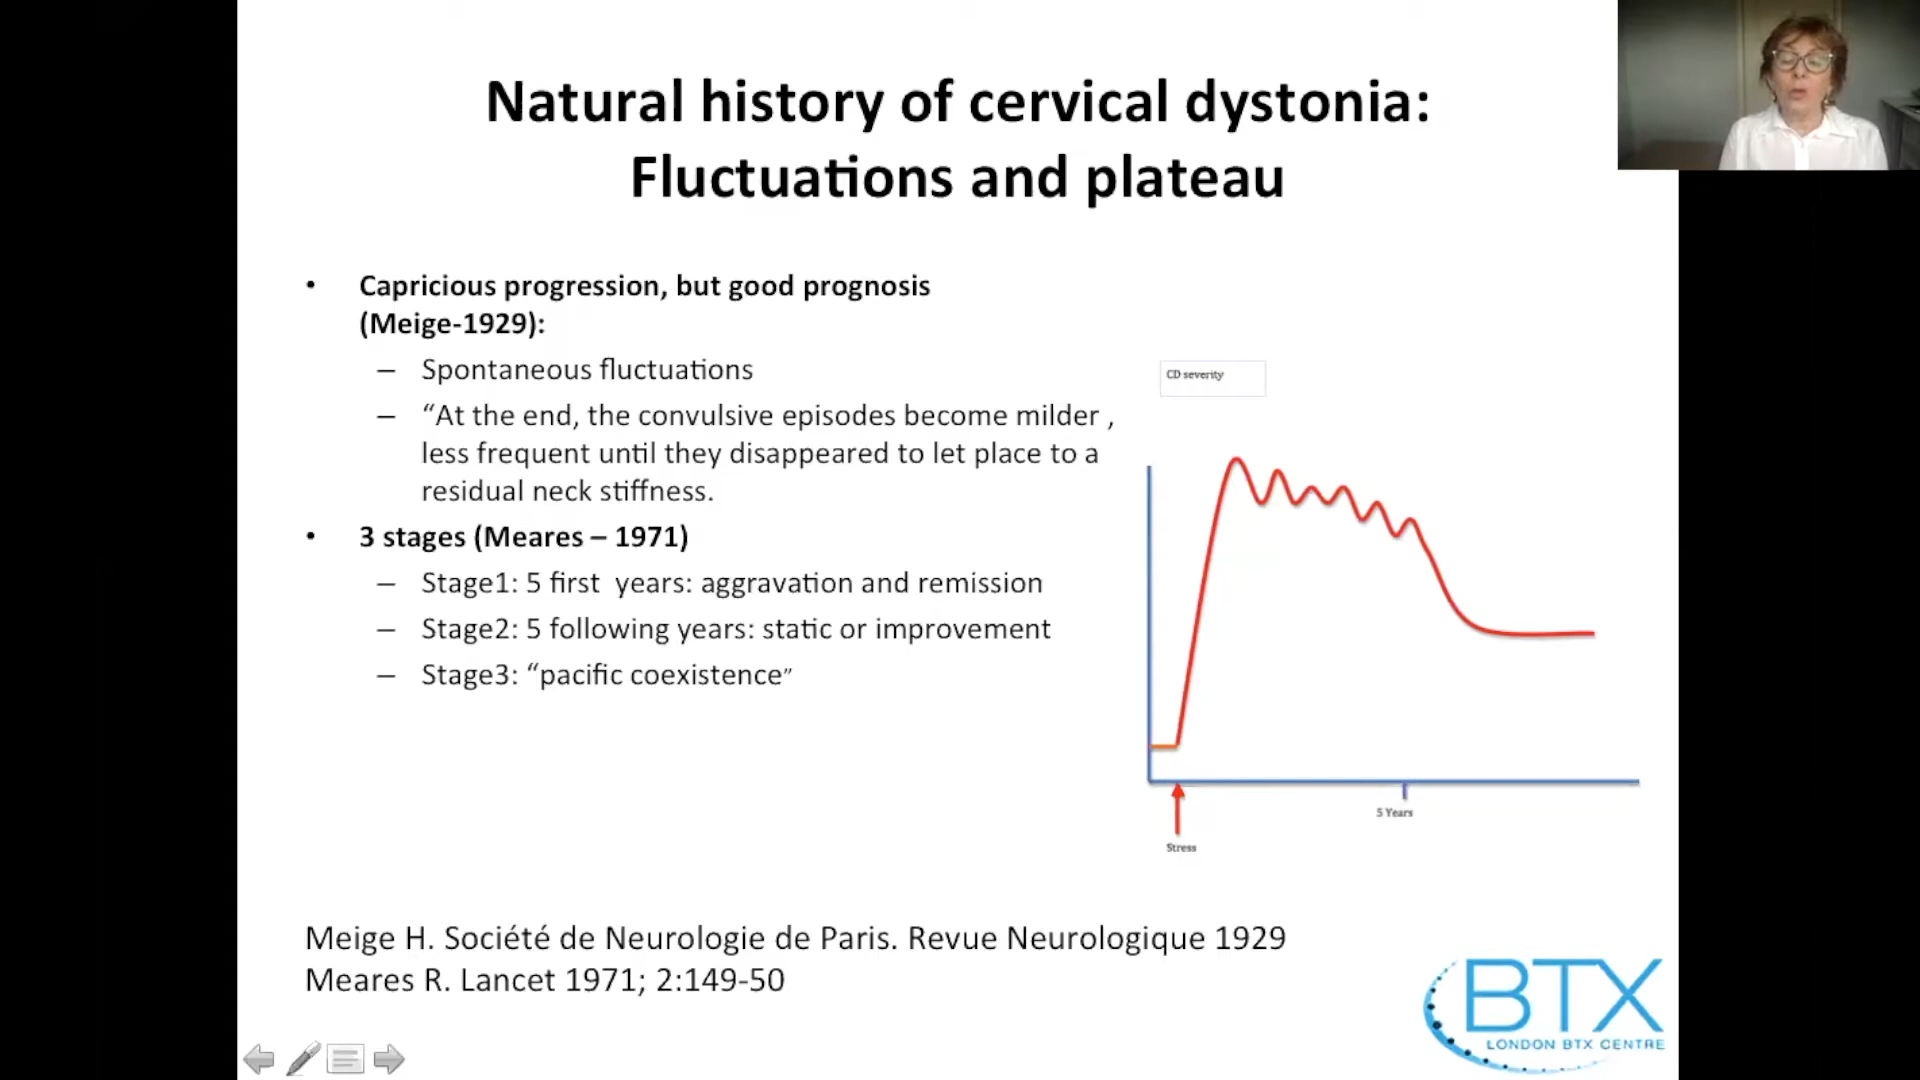 Natural history of cervical dystonia:
Fluctuations and plateau
• Capricious progression, but good prognosis
(Meige-1929):
– Spontaneous fluctuations
– “At the end, the convulsive episodes become milder ,
less frequent until they disappeared to let place to a
residual neck stiffness.
• 3 stages (Meares – 1971)
– Stage1: 5 first  years: aggravation and remission
– Stage2: 5 following years: static or improvement
– Stage3: “pacific coexistence”
CD severity
5 Years
Stress
Meige H. Société de Neurologie de Paris. Revue Neurologique 1929
Meares R. Lancet 1971; 2:149-50
BTX
LONDON BTX CENTRE